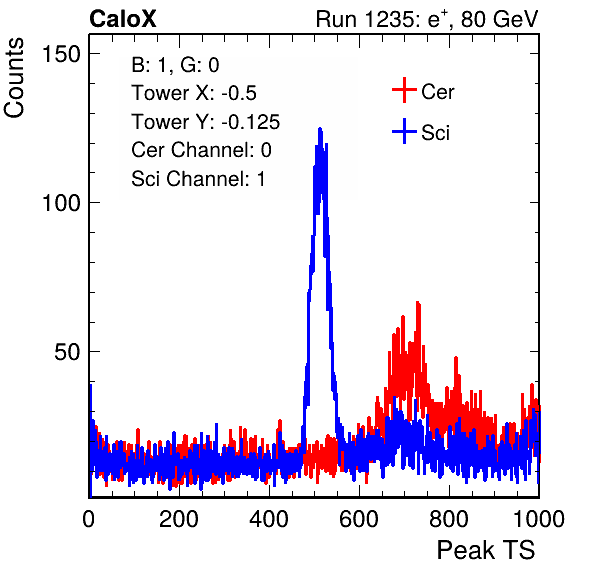 CaloX
Run 1235: e+, 80 GeV
B: 1, G: 0
Tower X: -0.5
Tower Y: -0.125
Cer Channel: 0
Sci Channel: 1
Cer
Sci
Counts
150
100
50
0 200 400 600 800 1000
Peak TS